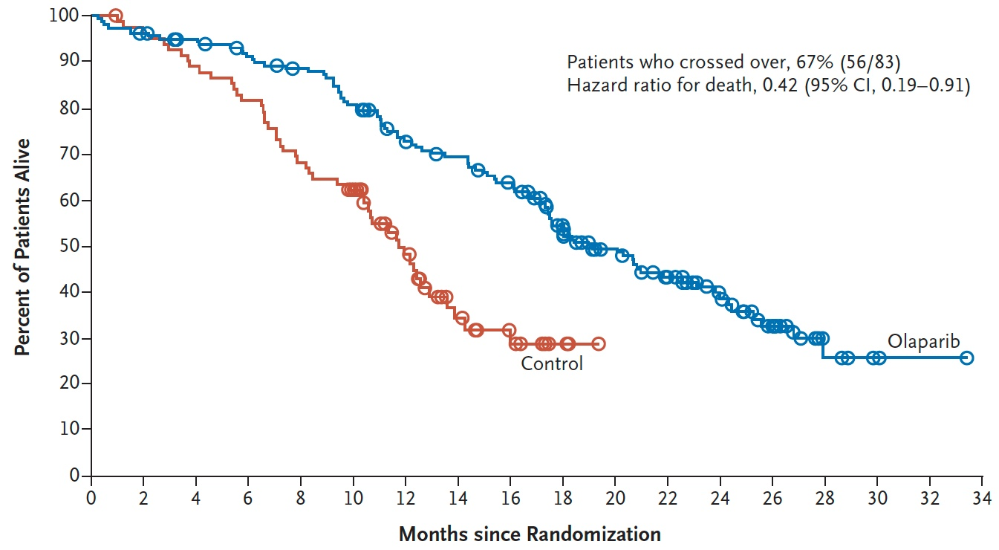 100
90
80
70
60
50
40
30
20
10
0
Percent of Patients Alive
Patients who crossed over, 67% (56/83)
Hazard ratio for death, 0.42 (95% CI, 0.19–0.91)
Olaparib
Control
0 2 4 6 8 10 12 14 16 18 20 22 24 26 28 30 32 34
Months since Randomization